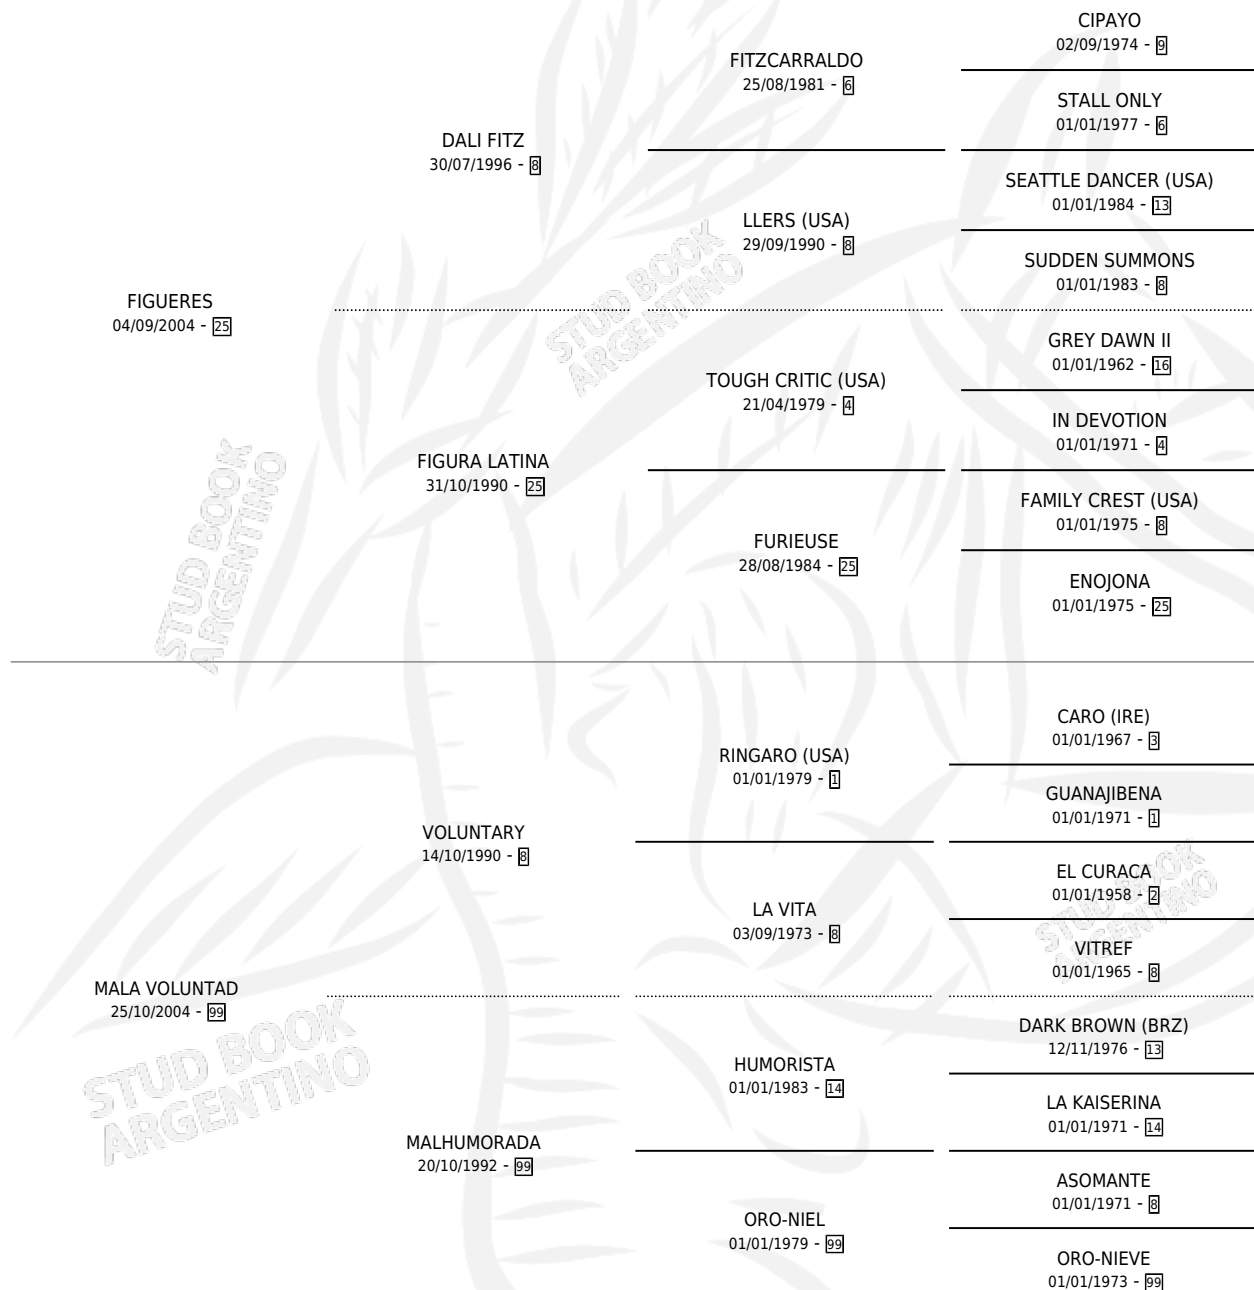 FIGUERES
04/09/2004 - 25
DALI FITZ
30/07/1996 - 8
FITZCARRALDO
25/08/1981 - 6
CIPAYO
02/09/1974 - 9
STALL ONLY
01/01/1977 - 6
LLERS (USA)
29/09/1990 - 8
SEATTLE DANCER (USA)
01/01/1984 - 13
SUDDEN SUMMONS
01/01/1983 - 8
FIGURA LATINA
31/10/1990 - 25
TOUGH CRITIC (USA)
21/04/1979 - 4
GREY DAWN II
01/01/1962 - 16
IN DEVOTION
01/01/1971 - 4
FURIEUSE
28/08/1984 - 25
FAMILY CREST (USA)
01/01/1975 - 8
ENOJONA
01/01/1975 - 25
MALA VOLUNTAD
25/10/2004 - 99
VOLUNTARY
14/10/1990 - 8
RINGARO (USA)
01/01/1979 - 1
CARO (IRE)
01/01/1967 - 3
GUANAJIBENA
01/01/1971 - 1
LA VITA
03/09/1973 - 8
EL CURACA
01/01/1958 - 2
VITREF
01/01/1965 - 8
MALHUMORADA
20/10/1992 - 99
HUMORISTA
01/01/1983 - 14
DARK BROWN (BRZ)
12/11/1976 - 13
LA KAISERINA
01/01/1971 - 14
ORO-NIEL
01/01/1979 - 99
ASOMANTE
01/01/1971 - 8
ORO-NIEVE
01/01/1973 - 99
STUD BOOK
ARGENTINO
STUD BOOK
ARGENTINO
STUD BOOK
ARGENTINO
STUD BOOK
ARGENTINO